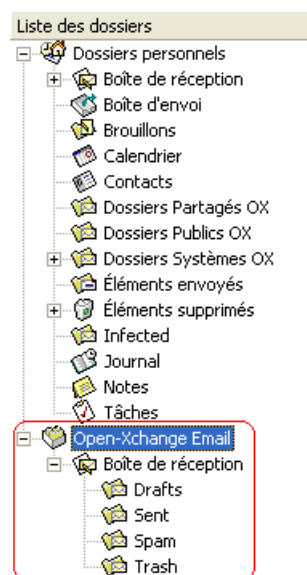 Liste des dossiers
Dossiers personnels
Boîte de réception
Boîte d'envoi
Brouillons
Calendrier
Contacts
Dossiers Partagés OX
Dossiers Publics OX
Dossiers Systèmes OX
Éléments envoyés
Éléments supprimés
Infected
Journal
Notes
Tâches
Open-Xchange Email
Boîte de réception
Drafts
Sent
Spam
Trash